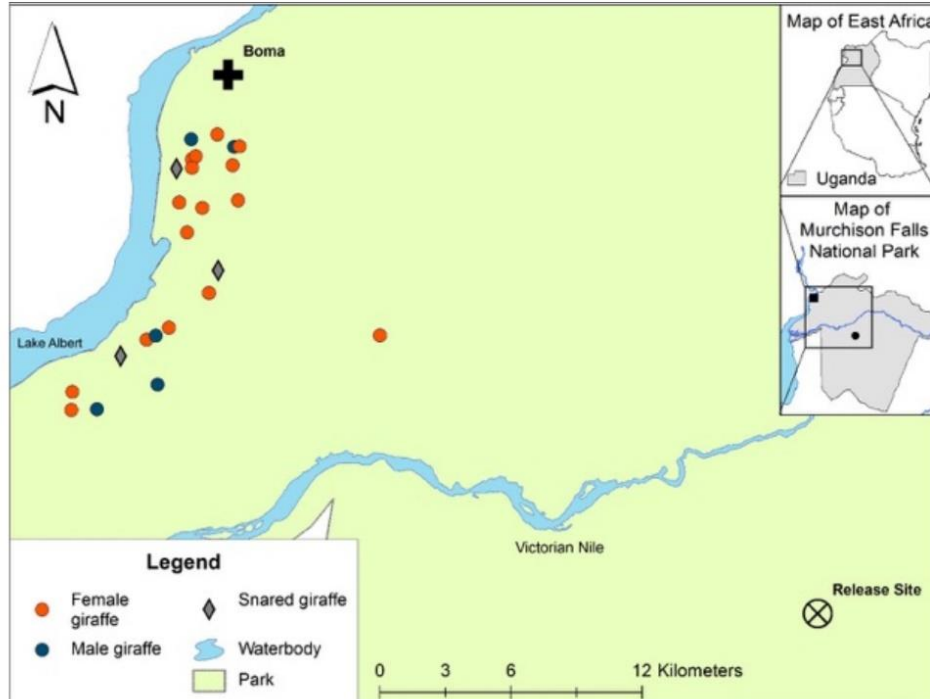 N
Boma
Map of East Africa
Uganda
Map of
Murchison Falls
National Park
Lake Albert
Victorian Nile
Release Site
Legend
Female
giraffe
Snared giraffe
Male giraffe
Waterbody
Park
0 3 6 12 Kilometers